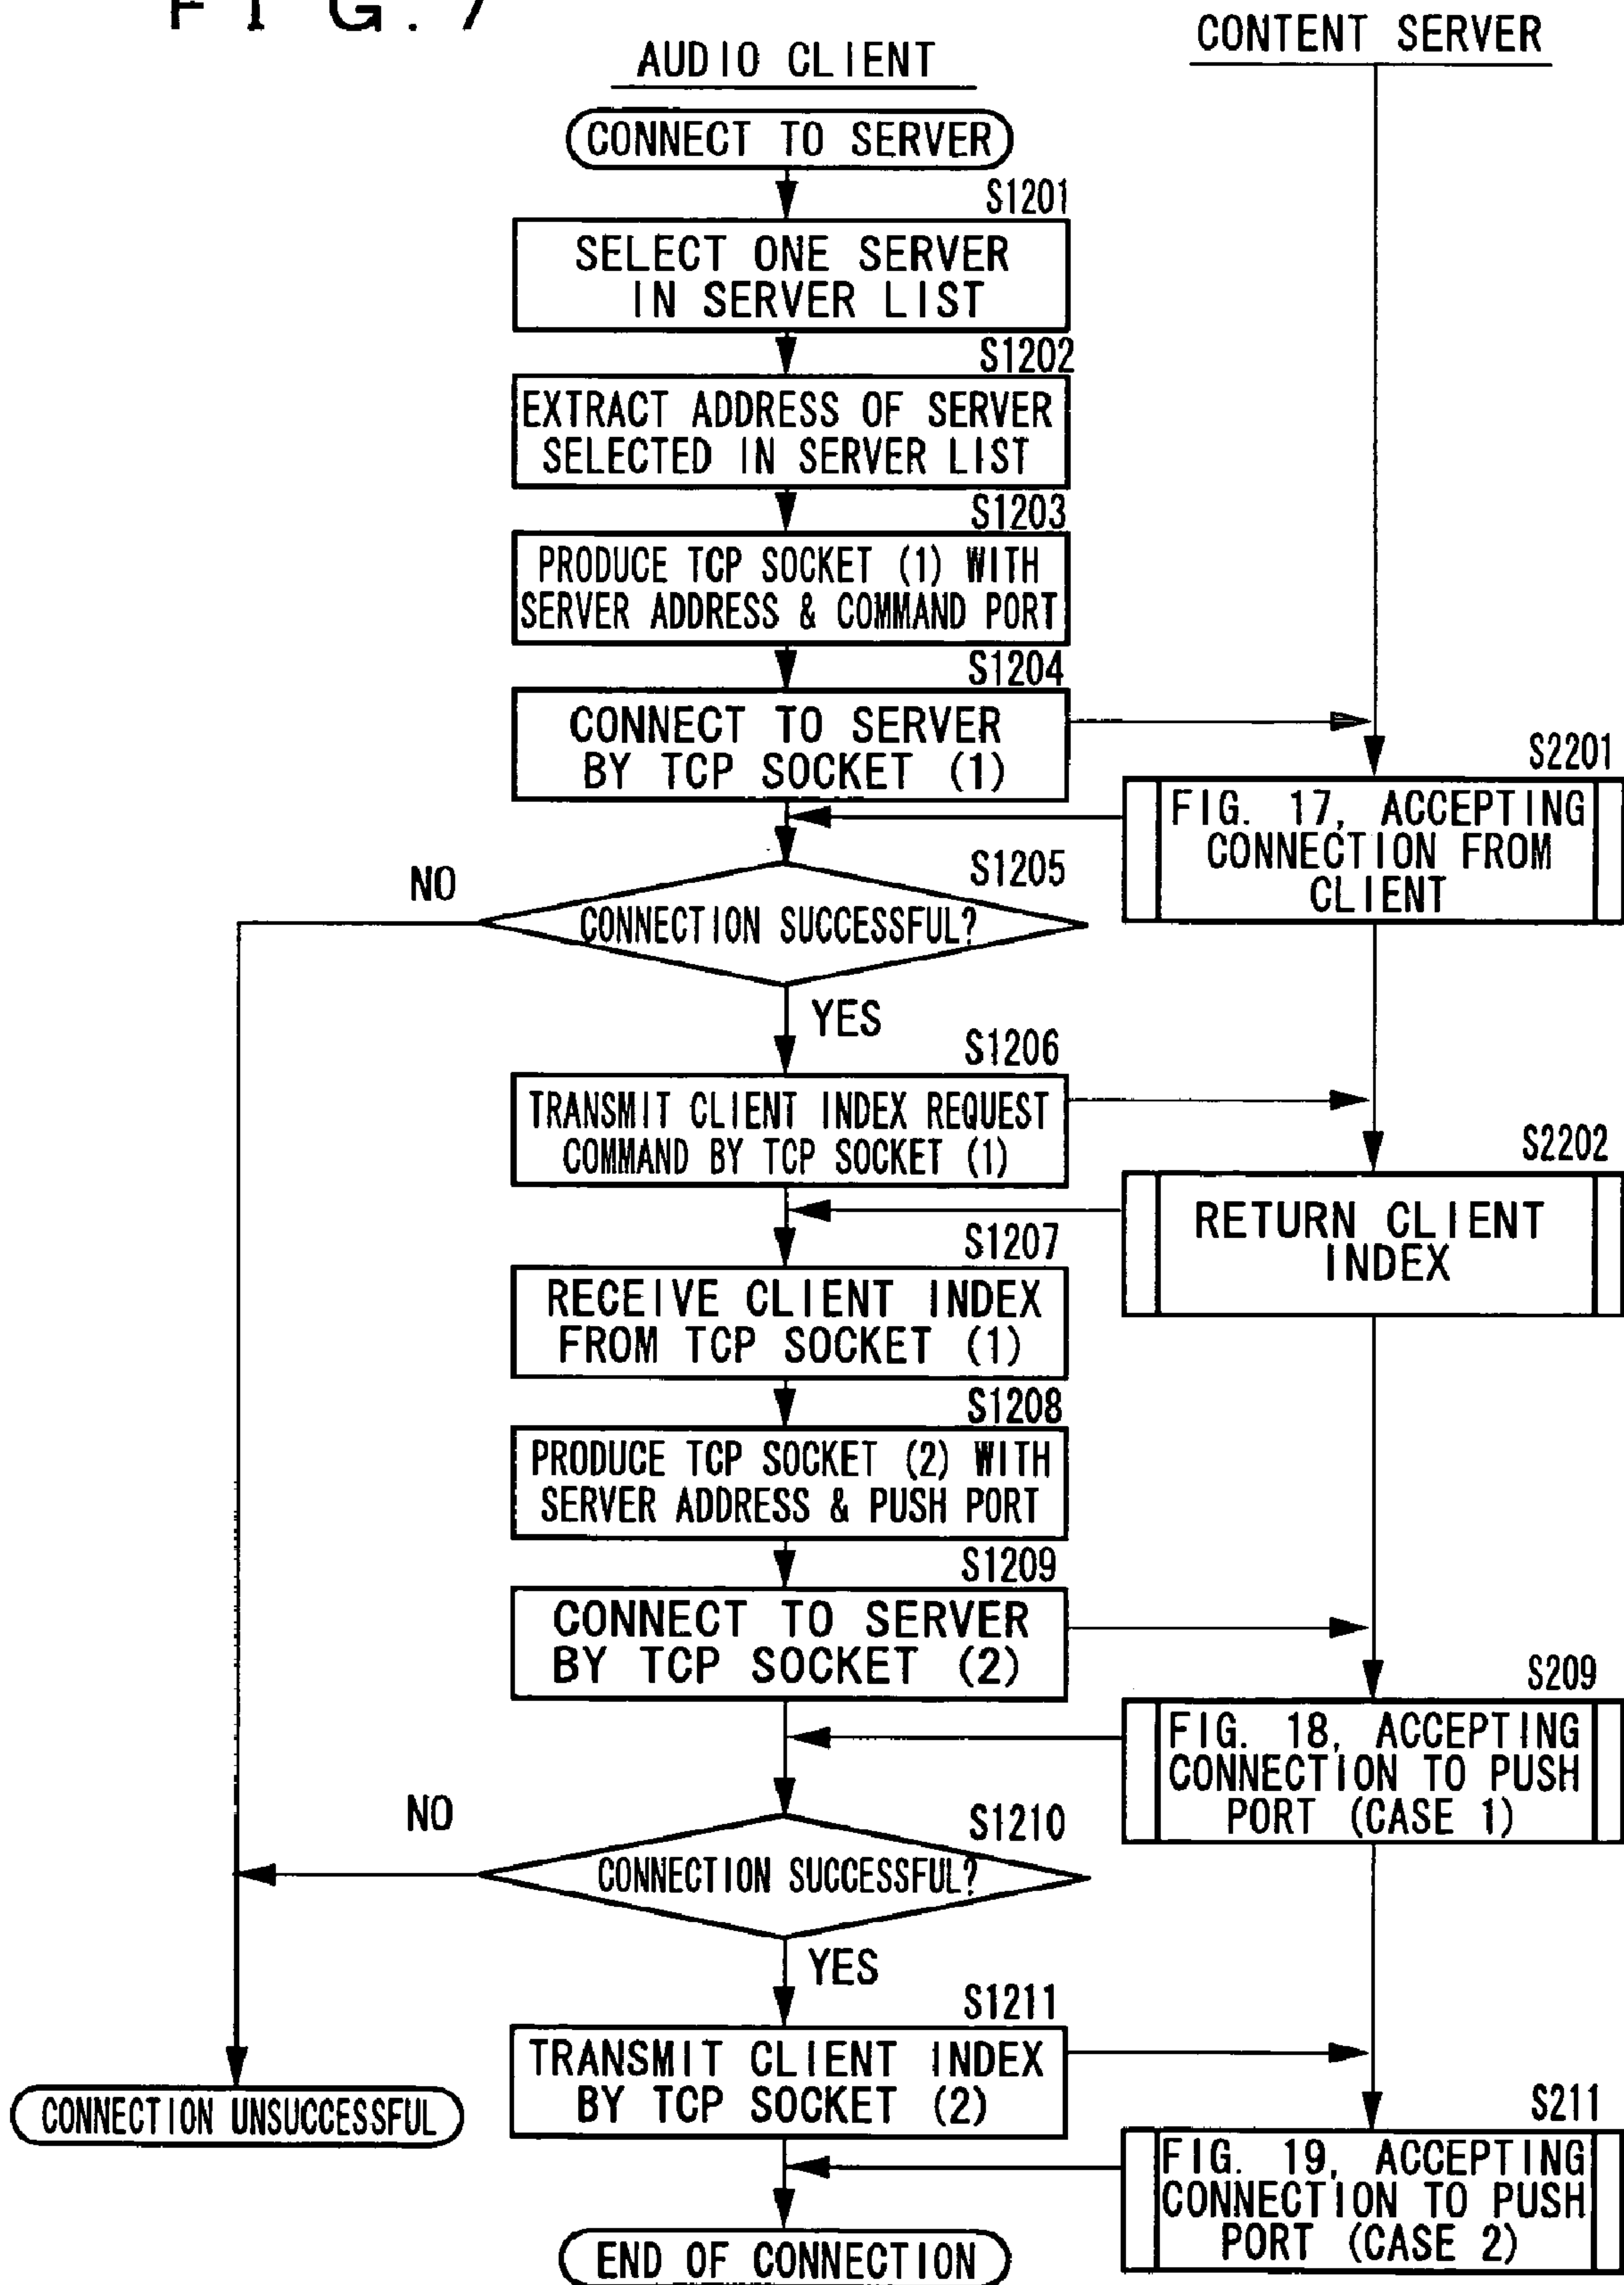 FIG. 7
CONTENT SERVER
AUDIO CLIENT
CONNECT TO SERVER
S1201
SELECT ONE SERVER
IN SERVER LIST
S1202
EXTRACT ADDRESS OF SERVER
SELECTED IN SERVER LIST
S1203
PRODUCE TCP SOCKET (1) WITH
SERVER ADDRESS & COMMAND PORT
S1204
CONNECT TO SERVER
BY TCP SOCKET (1)
S2201
FIG. 17, ACCEPTING
CONNECTION FROM
CLIENT
S1205
NO
CONNECTION SUCCESSFUL?
YES
S1206
TRANSMIT CLIENT INDEX REQUEST
COMMAND BY TCP SOCKET (1)
S2202
RETURN CLIENT
INDEX
S1207
RECEIVE CLIENT INDEX
FROM TCP SOCKET (1)
S1208
PRODUCE TCP SOCKET (2) WITH
SERVER ADDRESS & PUSH PORT
S1209
CONNECT TO SERVER
BY TCP SOCKET (2)
S209
FIG. 18, ACCEPTING
CONNECTION TO PUSH
PORT (CASE 1)
S1210
NO
CONNECTION SUCCESSFUL?
YES
S1211
TRANSMIT CLIENT INDEX
BY TCP SOCKET (2)
CONNECTION UNSUCCESSFUL
S211
FIG. 19, ACCEPTING
CONNECTION TO PUSH
PORT (CASE 2)
END OF CONNECTION